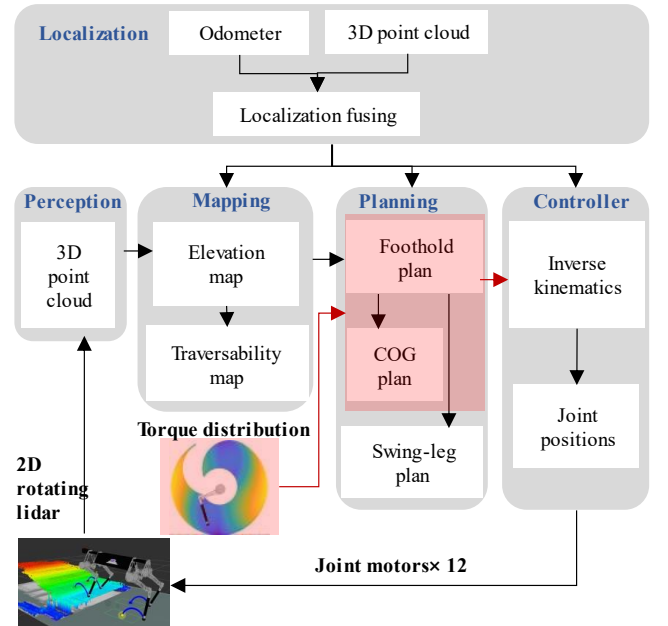 Localization
Odometer
3D point cloud
Localization fusing
Perception
3D
point
cloud
Mapping
Elevation
map
Traversability
map
Planning
Foothold
plan
COG
plan
Swing-leg
plan
Controller
Inverse
kinematics
Joint
positions
Torque distribution
2D
rotating
lidar
Joint motors× 12